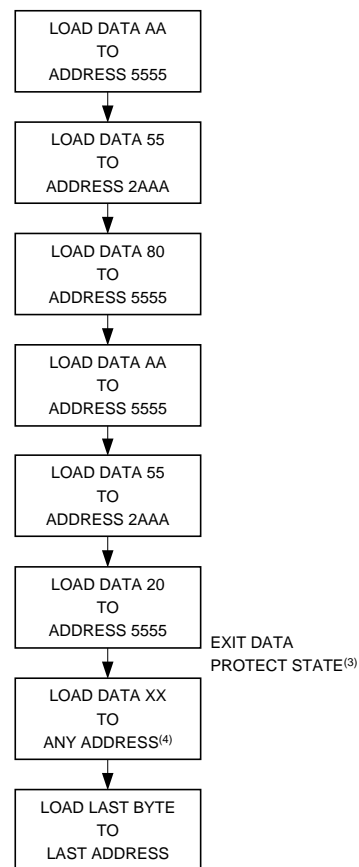 LOAD DATA AA
TO
ADDRESS 5555
LOAD DATA 55
TO
ADDRESS 2AAA
LOAD DATA 80
TO
ADDRESS 5555
LOAD DATA AA
TO
ADDRESS 5555
LOAD DATA 55
TO
ADDRESS 2AAA
LOAD DATA 20
TO
ADDRESS 5555
EXIT DATA
PROTECT STATE(3)
LOAD DATA XX
TO
ANY ADDRESS(4)
LOAD LAST BYTE
TO
LAST ADDRESS